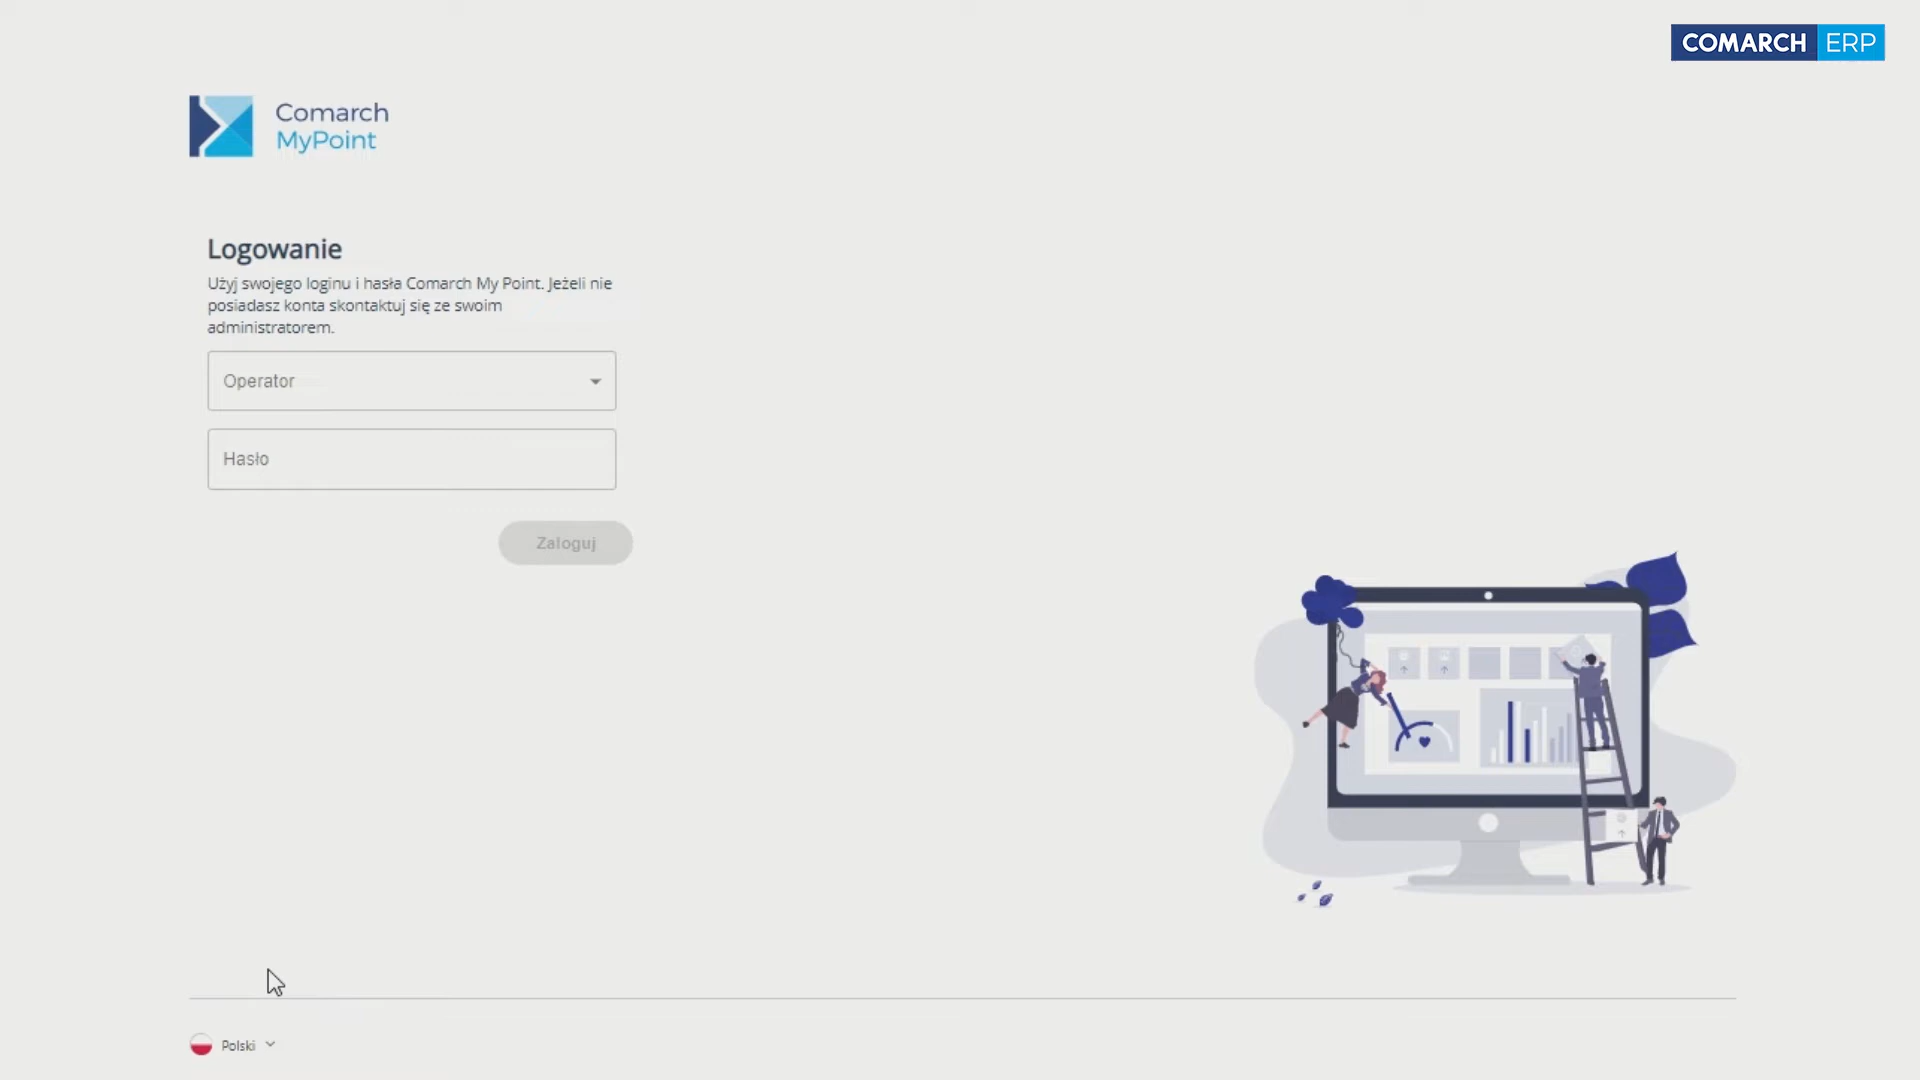 COMARCH ERP
Comarch
MyPoint
Logowanie
Użyj swojego loginu i hasła Comarch My Point. Jeżeli nie
posiadasz konta skontaktuj się ze swoim
administratorem.
Operator
Hasło
Zaloguj
Polski